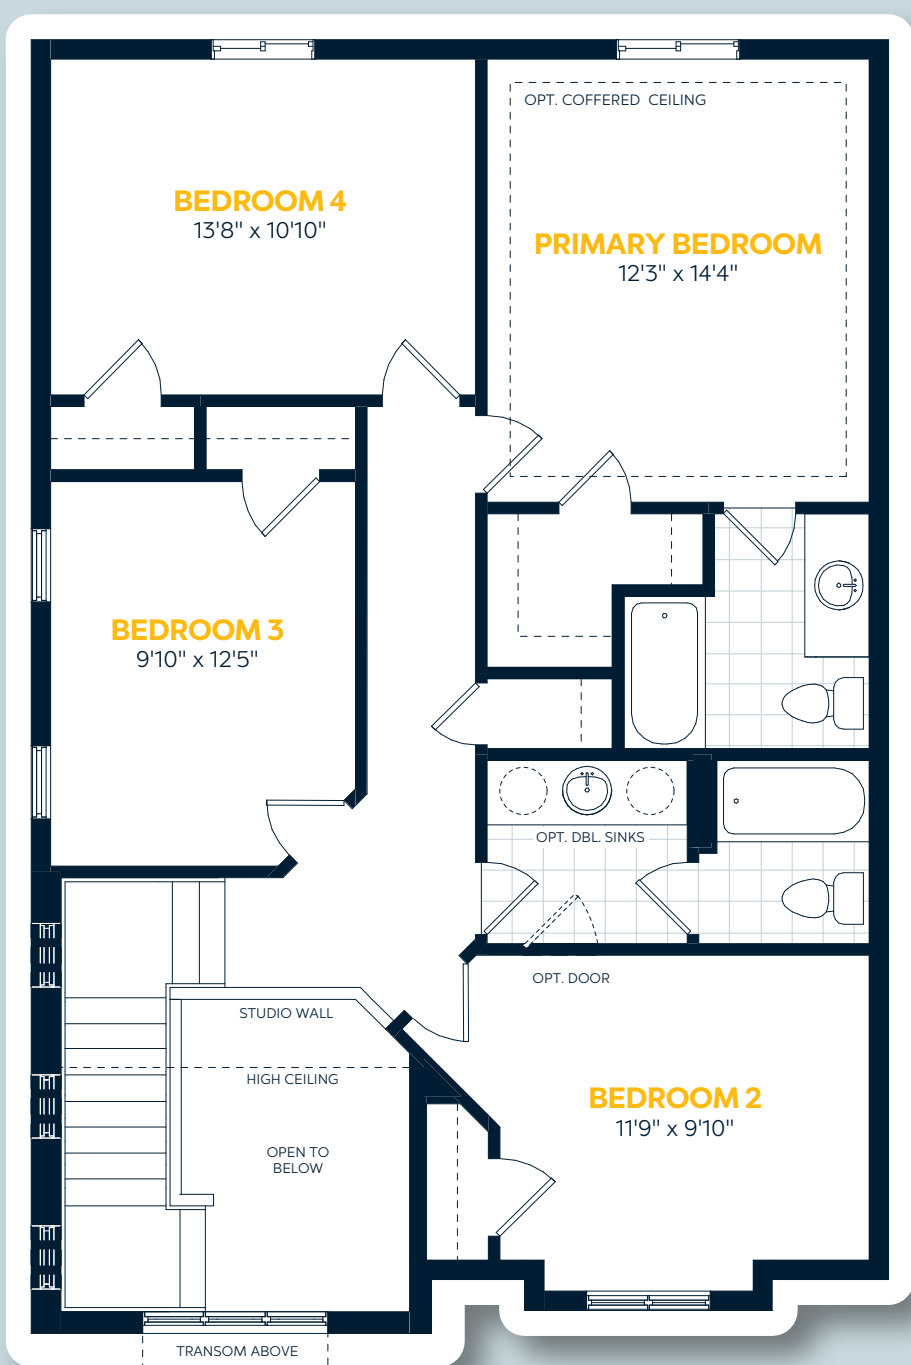 OPT. COFFERED CEILING
BEDROOM 4
13'8" x 10'10"
PRIMARY BEDROOM
12'3" x 14'4"
BEDROOM 3
9'10" x 12'5"
OPT. DBL. SINKS
OPT. DOOR
STUDIO WALL
HIGH CEILING
BEDROOM 2
11'9" x 9'10"
OPEN TO
BELOW
TRANSOM ABOVE